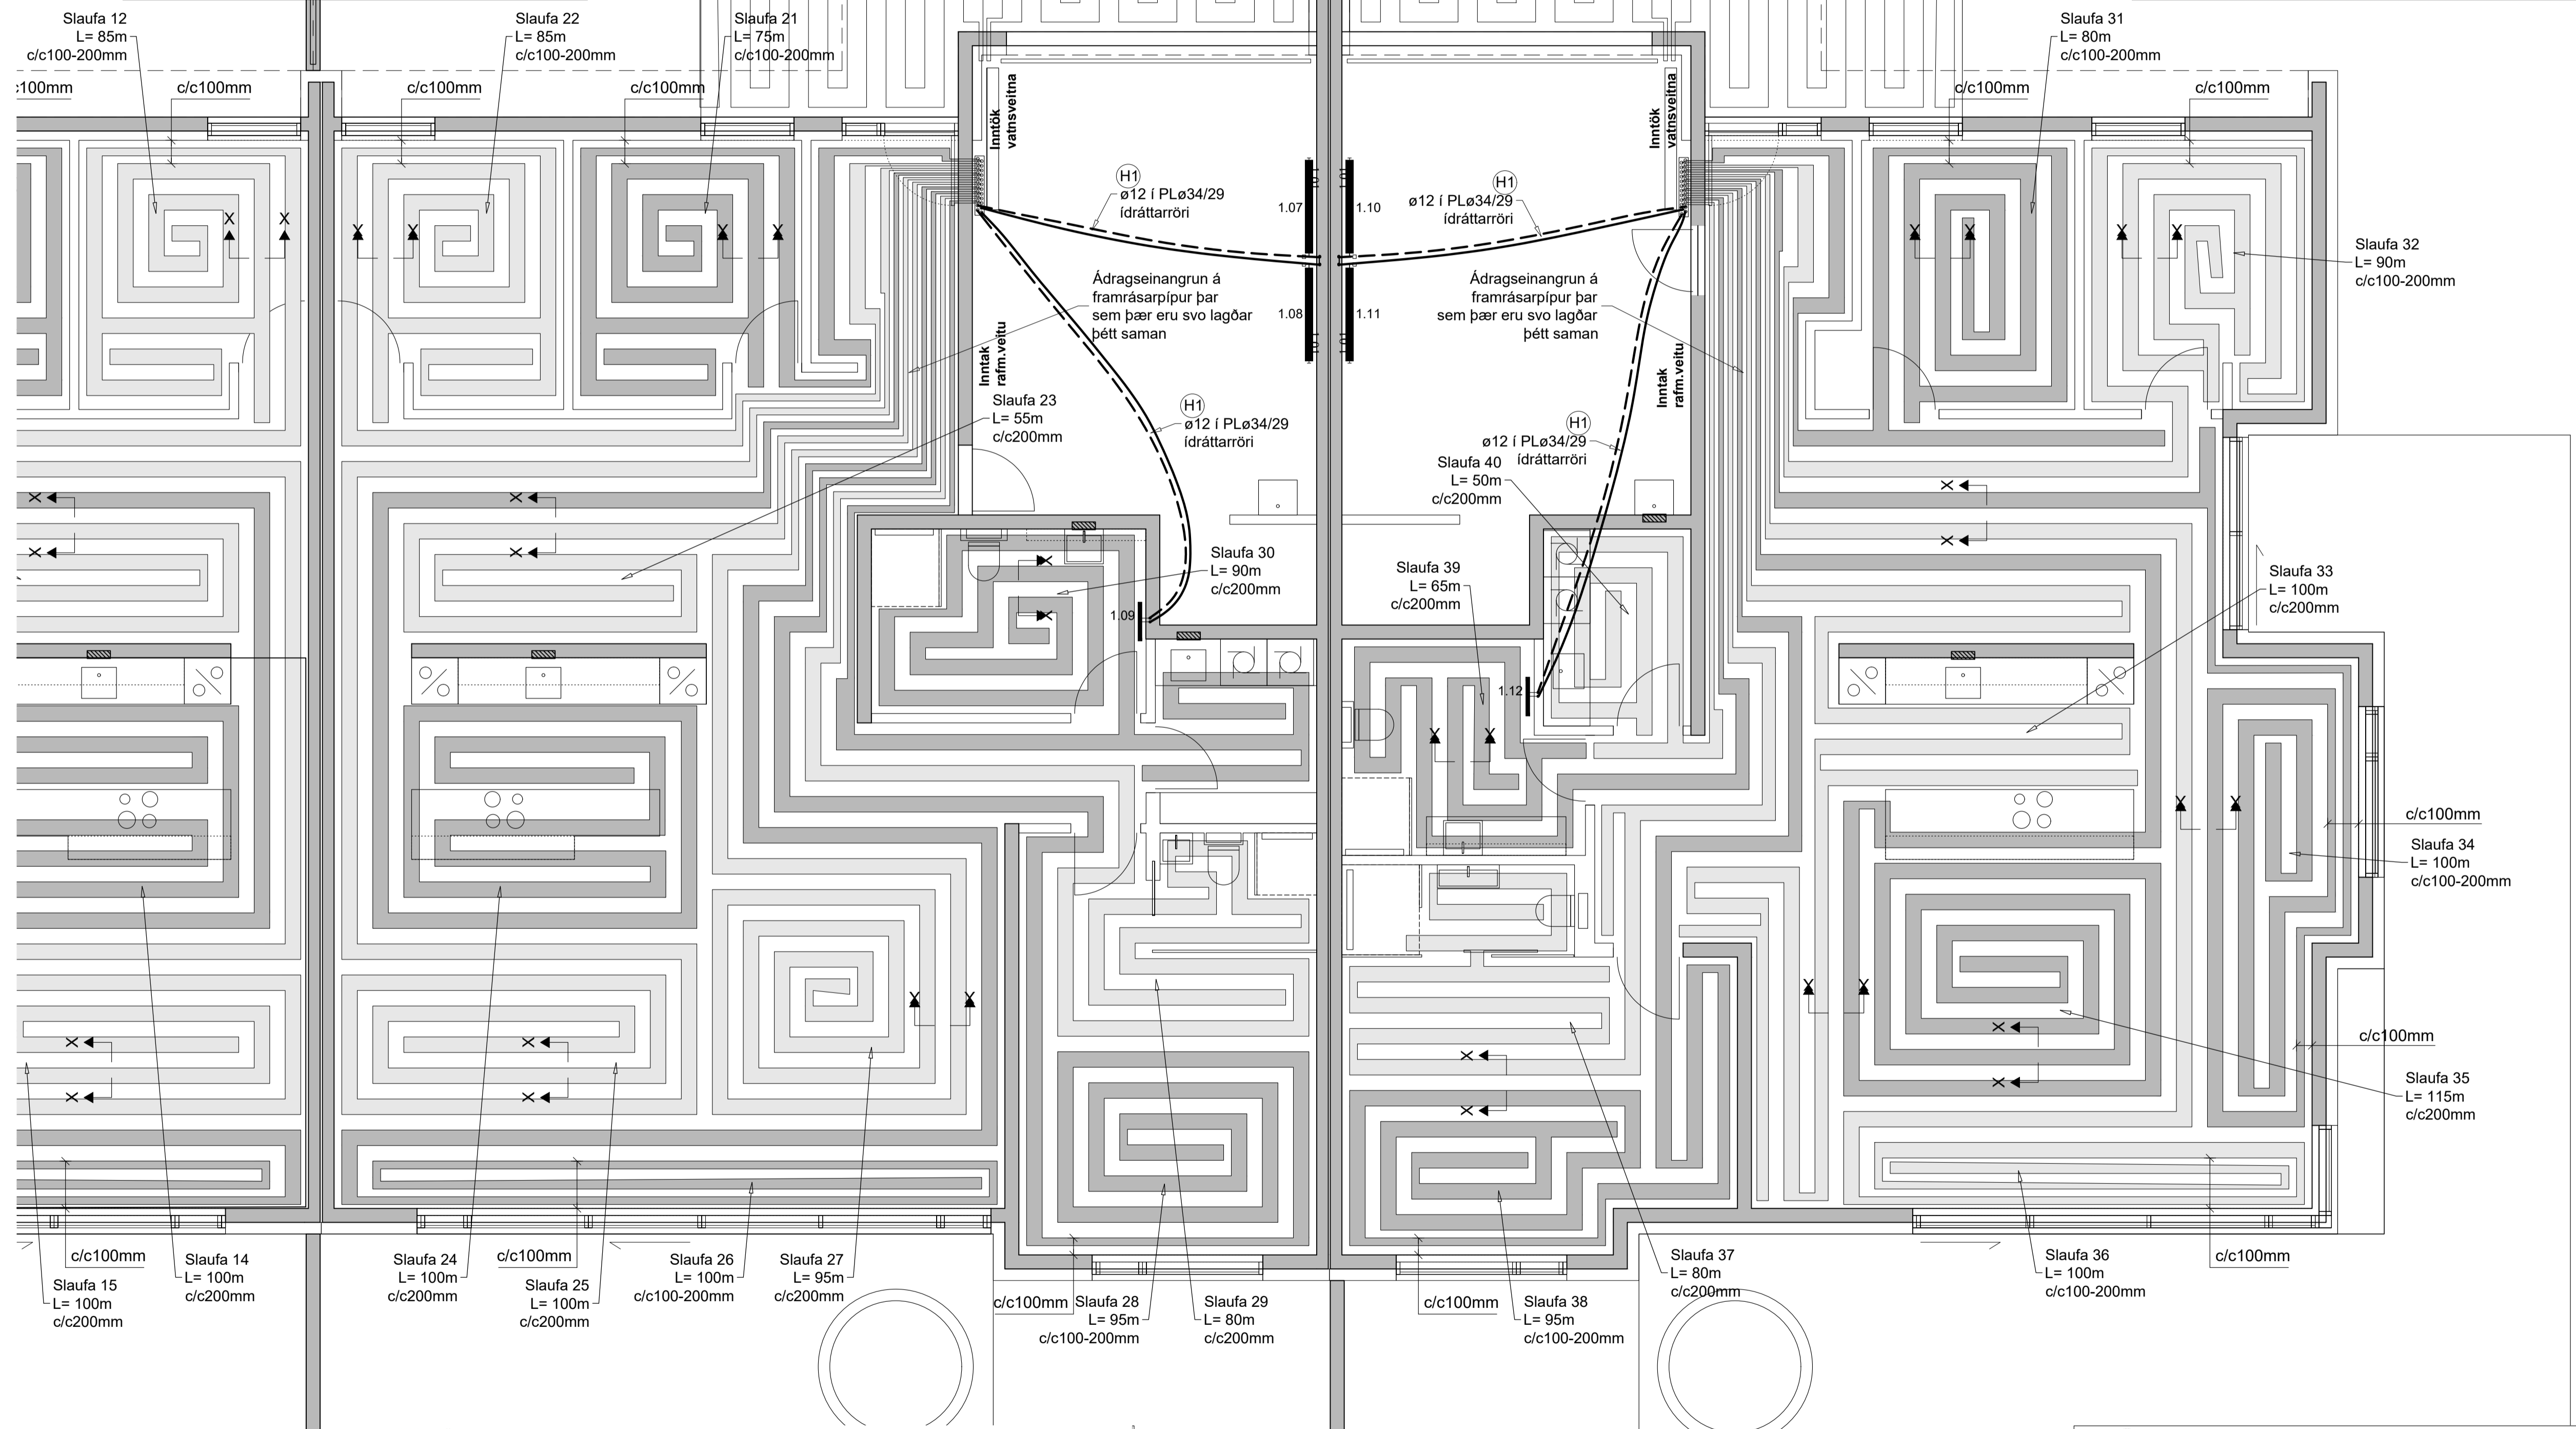 Slaufa 12
L= 85m
c/c100-200mm
Slaufa 22
L= 85m
c/c100-200mm
Slaufa 21
L= 75m
c/c100-200mm
Slaufa 31
L= 80m
c/c100-200mm
:100mm
c/c100mm
c/c100mm
c/c100mm
c/c100mm
c/c100mm
Inntök
vatnsveitna
Inntök
vatnsveitna
H1
ø12 í PLø34/29
ídráttarröri
H1
ø12 í PLø34/29
ídráttarröri
1.07
1.10
1.08
1.11
Slaufa 32
L= 90m
c/c100-200mm
Ádragseinangrun á
framrásarpípur þar
sem þær eru svo lagðar
þétt saman
Ádragseinangrun á
framrásarpípur þar
sem þær eru svo lagðar
þétt saman
Inntak
rafm.veitu
Inntak
rafm.veitu
Slaufa 23
L= 55m
c/c200mm
H1
ø12 í PLø34/29
ídráttarröri
H1
ø12 í PLø34/29
ídráttarröri
Slaufa 40
L= 50m
c/c200mm
Slaufa 30
L= 90m
c/c200mm
Slaufa 39
L= 65m
c/c200mm
Slaufa 33
L= 100m
c/c200mm
1.09
1.12
c/c100mm
Slaufa 34
L= 100m
c/c100-200mm
c/c100mm
Slaufa 35
L= 115m
c/c200mm
c/c100mm
Slaufa 15
L= 100m
c/c200mm
Slaufa 14
L= 100m
c/c200mm
Slaufa 24
L= 100m
c/c200mm
c/c100mm
Slaufa 25
L= 100m
c/c200mm
Slaufa 26
L= 100m
c/c100-200mm
Slaufa 27
L= 95m
c/c200mm
c/c100mm
Slaufa 28
L= 95m
c/c100-200mm
Slaufa 29
L= 80m
c/c200mm
c/c100mm
Slaufa 38
L= 95m
c/c100-200mm
Slaufa 37
L= 80m
c/c200mm
Slaufa 36
L= 100m
c/c100-200mm
c/c100mm